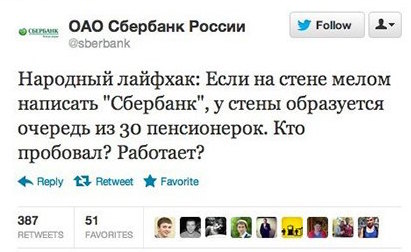 СБЕРБАНК
ОАО Сбербанк России
@sberbank
Follow
Народный лайфхак: Если на стене мелом
написать "Сбербанк", у стены образуется
очередь из 30 пенсионерок. Кто
пробовал? Работает?
Reply Retweet Favorite
387 51
RETWEETS FAVORITES